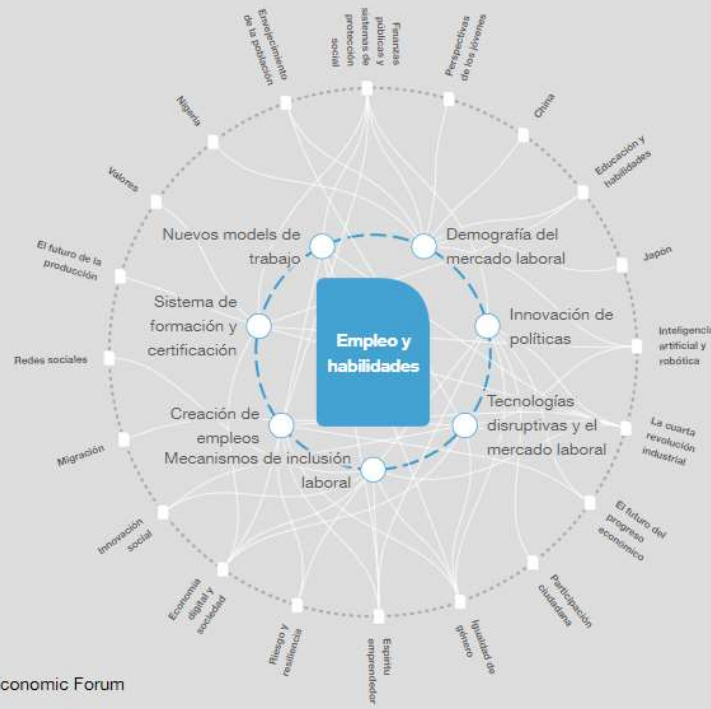 Envejecimiento
de la población
Finanzas
públicas y
sistemas de
protección
social
Perspectivas
de los jóvenes
China
Educación y
habilidades
Japón
Inteligencia
artificial y
robótica
La cuarta
revolución
industrial
El futuro del
progreso
económico
Participación
ciudadana
Igualdad de
género
Espíritu
emprendedor
Riesgo y
resiliencia
Economía
digital y
sociedad
Innovación
social
Migración
Redes sociales
El futuro de la
producción
Valores
Nigeria
Nuevos models de
trabajo
Demografía del
mercado laboral
Sistema de
formación y
certificación
Innovación de
políticas
Empleo y
habilidades
Creación de
empleos
Tecnologías
disruptivas y el
mercado laboral
Mecanismos de inclusión
laboral
conomic Forum